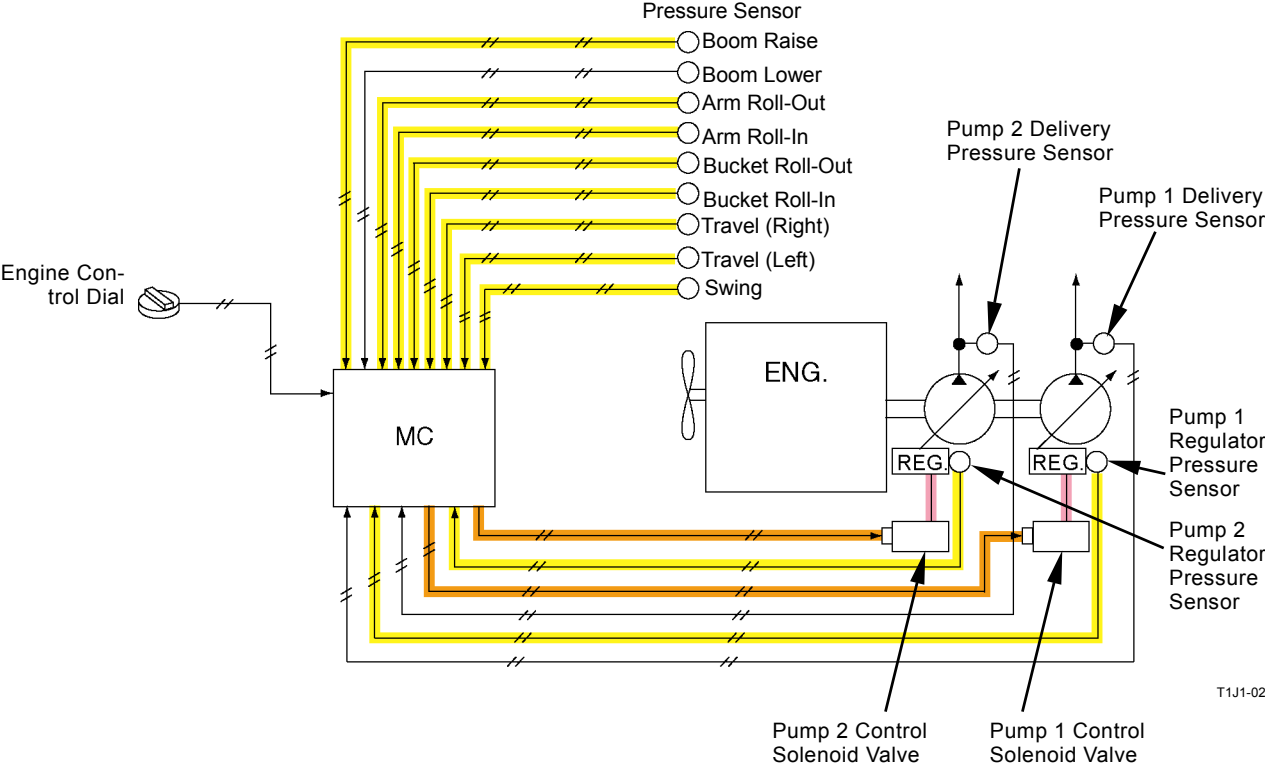 Pressure Sensor
Boom Raise
Boom Lower
Arm Roll-Out
Arm Roll-In
Bucket Roll-Out
Bucket Roll-In
Travel (Right)
Travel (Left)
Swing
Engine Con-
trol Dial
Pump 2 Delivery
Pressure Sensor
Pump 1 Delivery
Pressure Sensor
ENG.
MC
REG.
REG.
Pump 1
Regulator
Pressure
Sensor
Pump 2
Regulator
Pressure
Sensor
T1J1-02
Pump 2 Control
Solenoid Valve
Pump 1 Control
Solenoid Valve